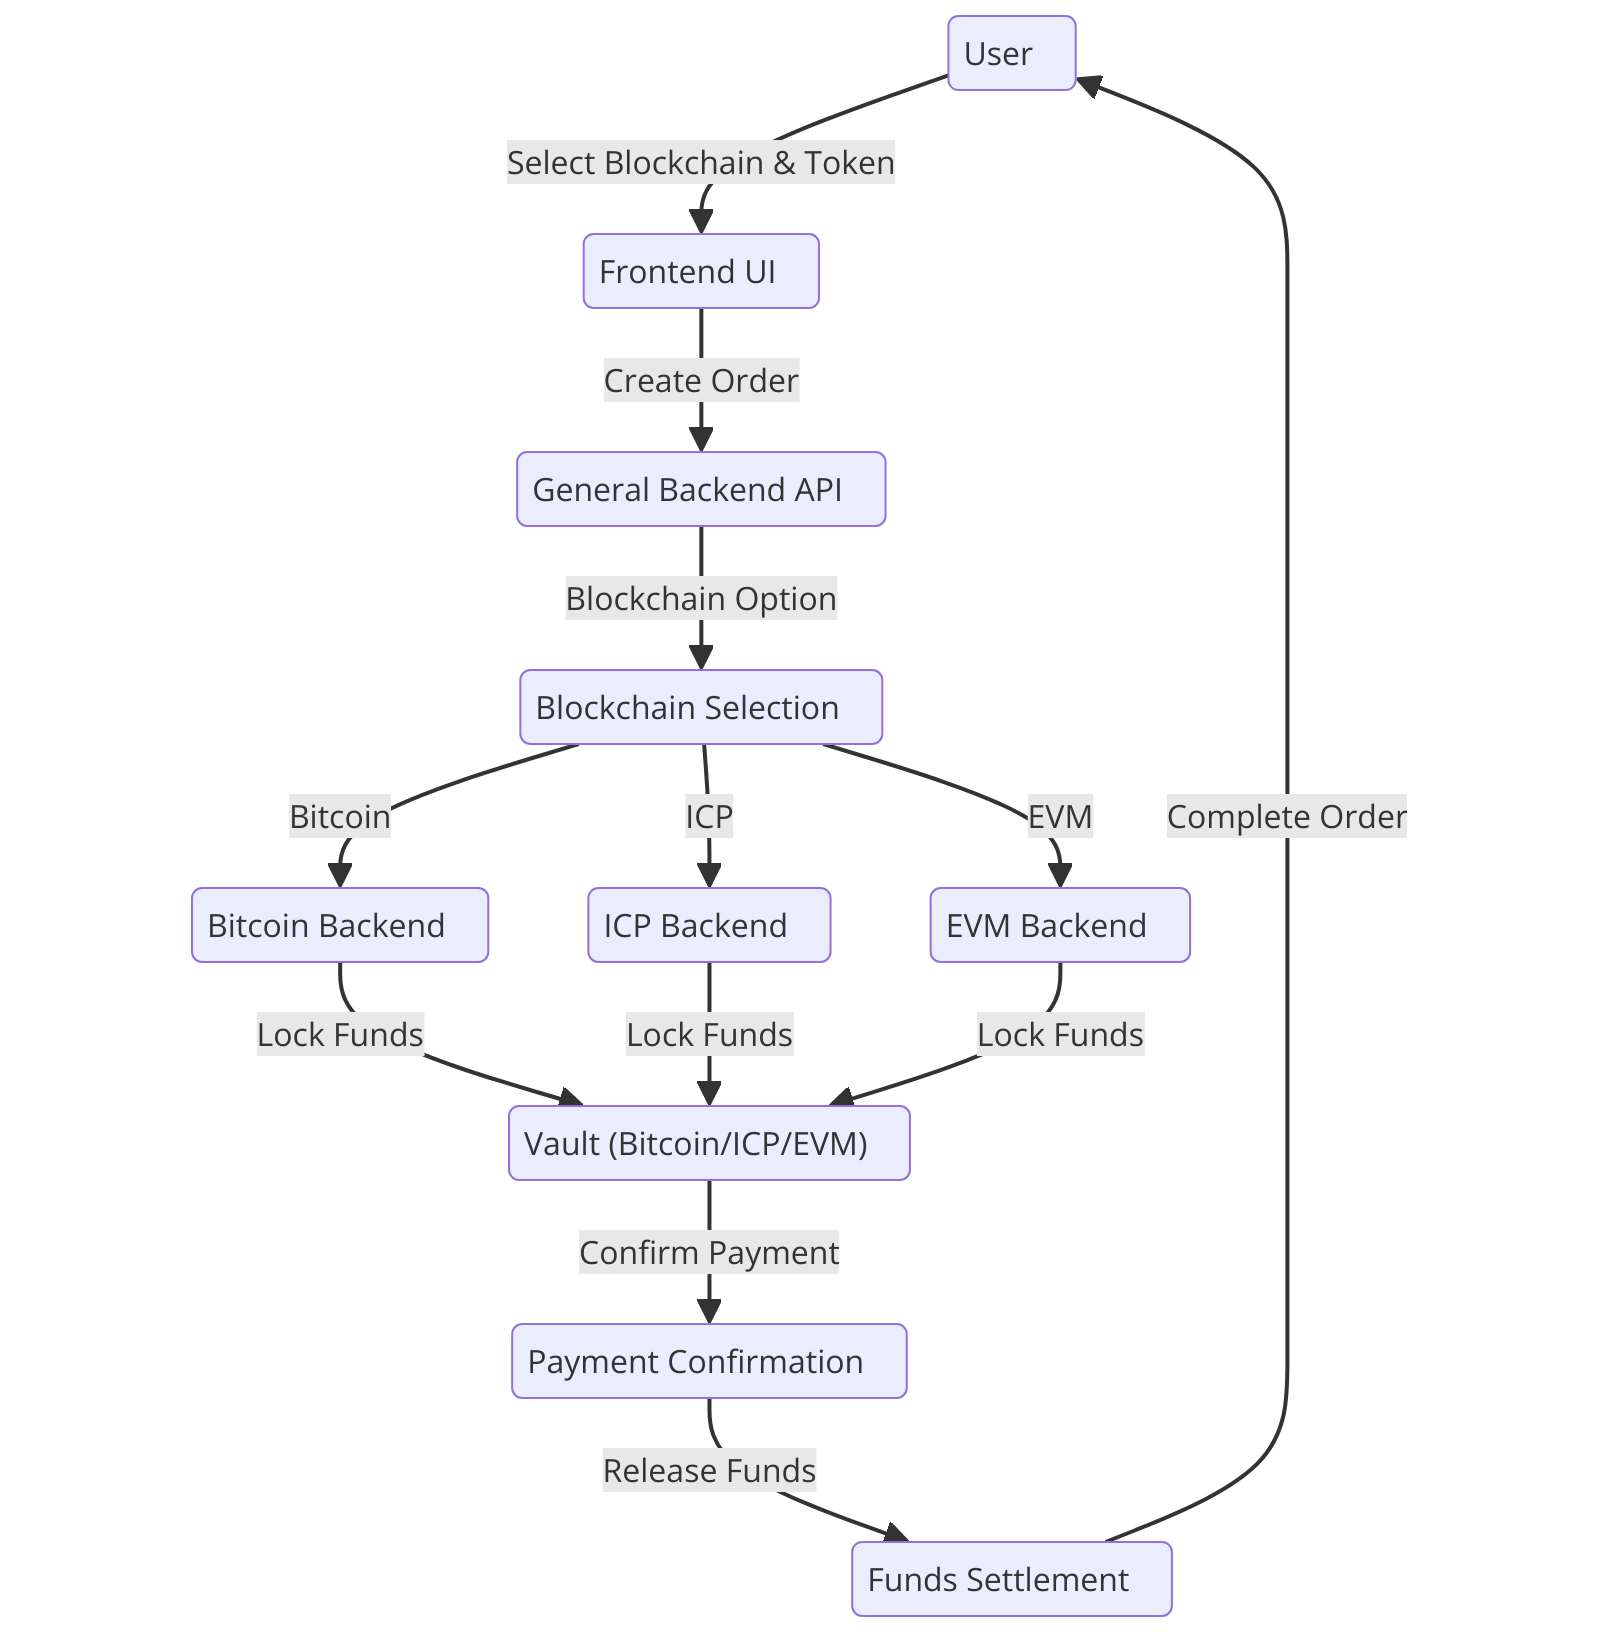 User
Select Blockchain & Token
Frontend UI
Create Order
General Backend API
Blockchain Option
Blockchain Selection
Bitcoin
ICP
EVM
Complete Order
Bitcoin Backend
ICP Backend
EVM Backend
Lock Funds
Lock Funds
Lock Funds
Vault (Bitcoin/ICP/EVM)
Confirm Payment
Payment Confirmation
Release Funds
Funds Settlement